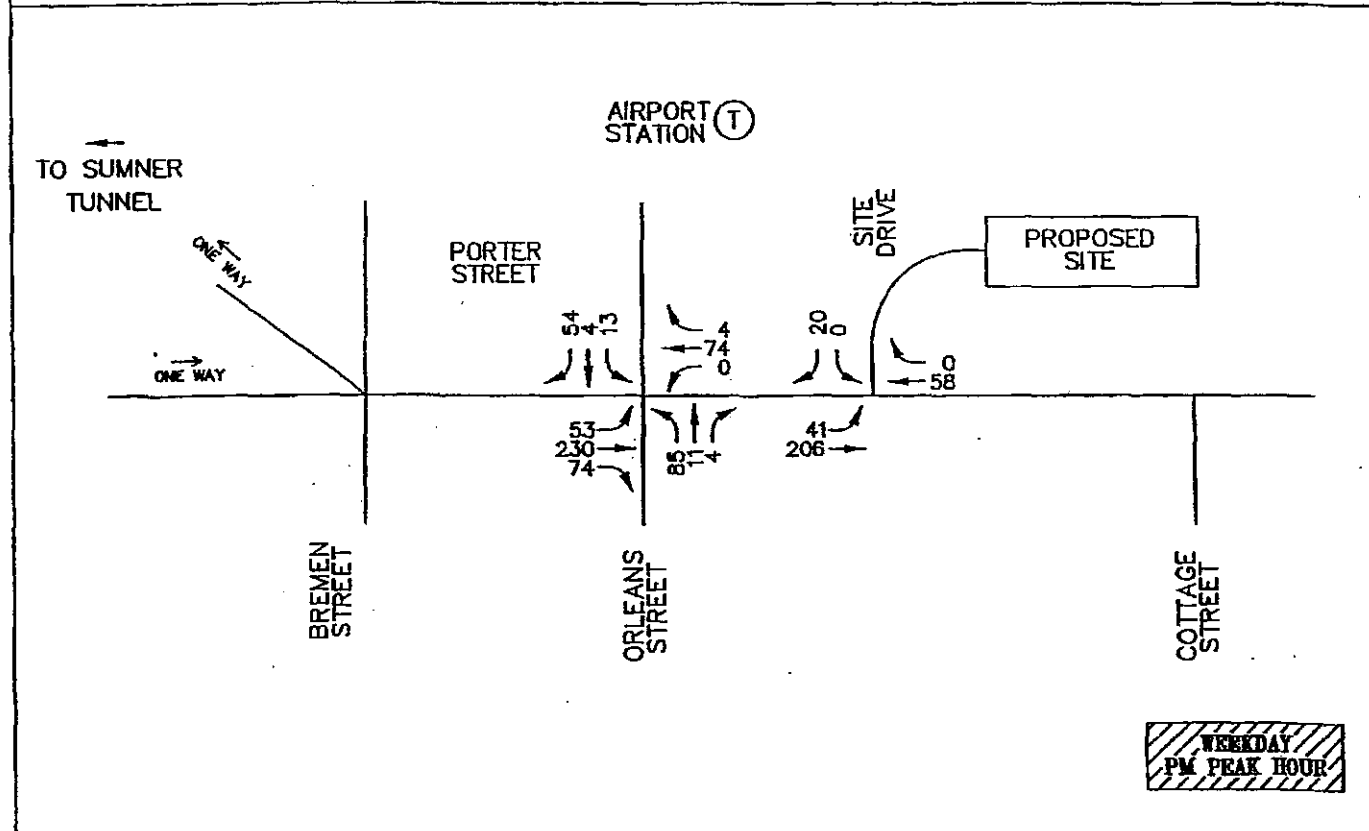 AIRPORT
STATION T
TO SUMNER
TUNNEL
ONE WAY
PORTER
STREET
SITE
DRIVE
PROPOSED
SITE
ONE WAY
54
4
13
4
74
0
20
0
0
58
53
230
74
85
11
4
41
206
BREMEN
STREET
ORLEANS
STREET
COTTAGE
STREET
WEEKDAY
PM PEAK HOUR